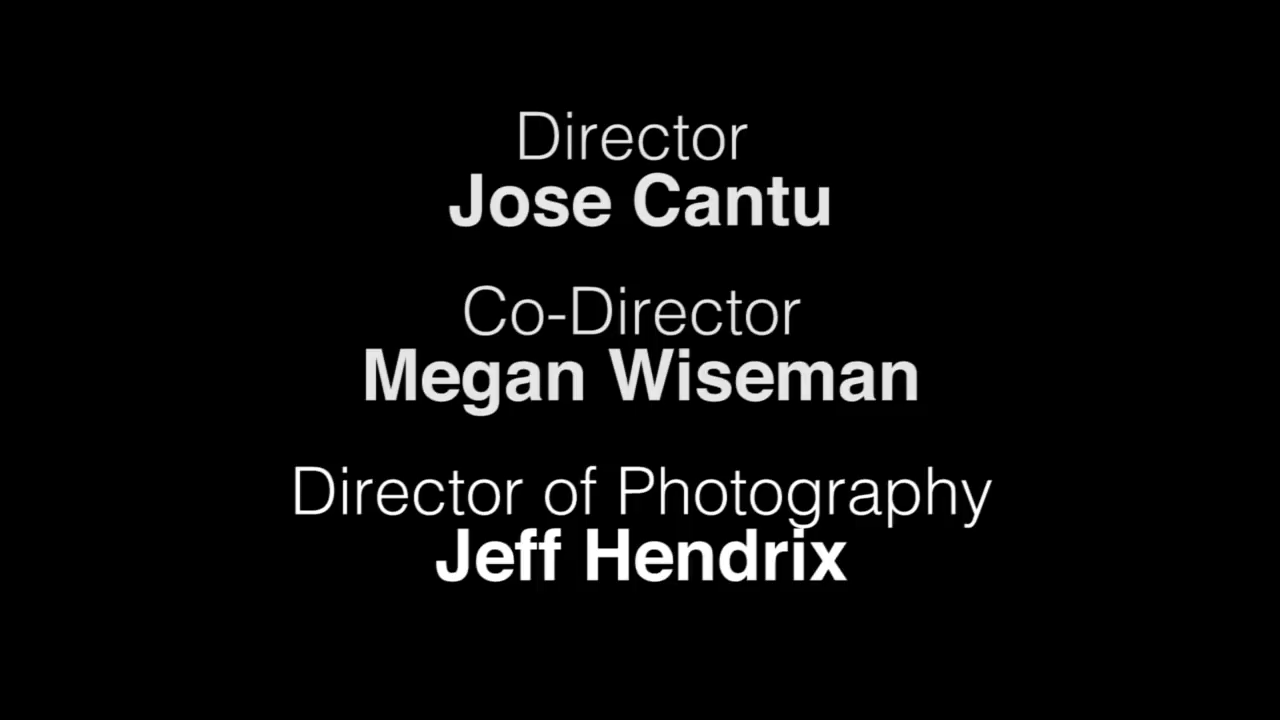 Director
Jose Cantu
Co-Director
Megan Wiseman
Director of Photography
Jeff Hendrix